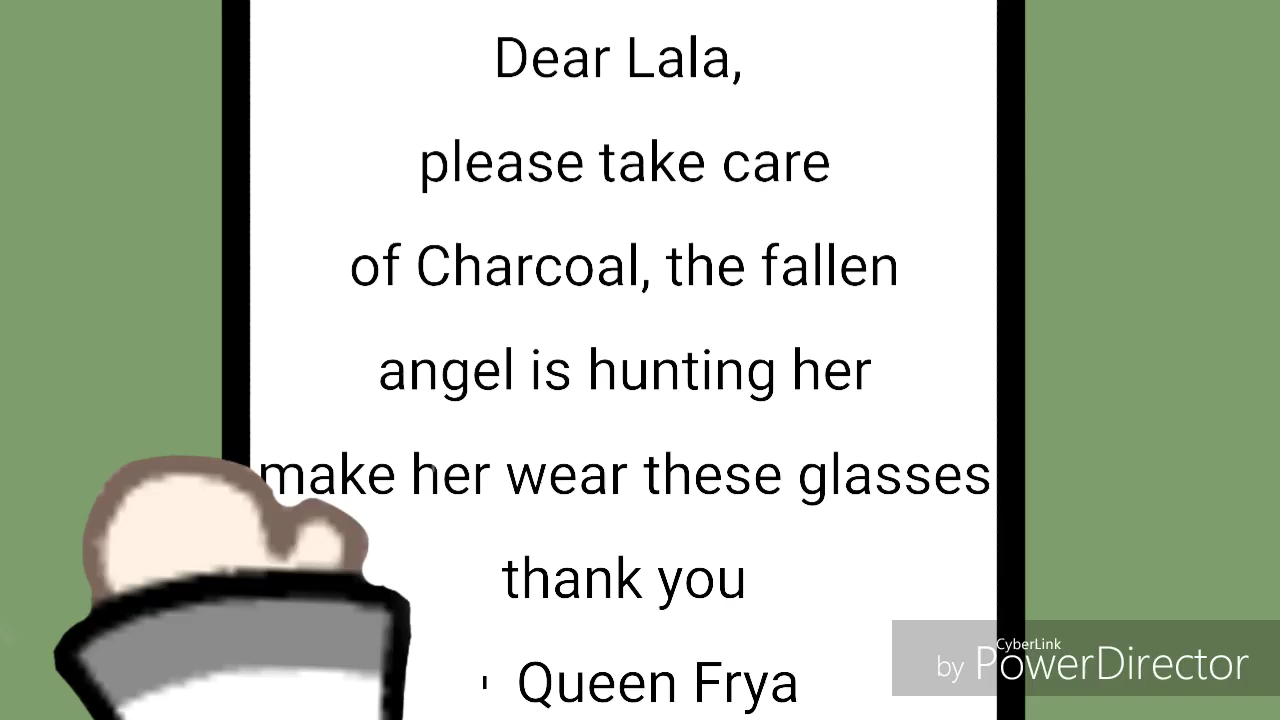 Dear Lala,
please take care
of Charcoal, the fallen
angel is hunting her
make her wear these glasses
thank you
Queen Frya
CyberLink
by PowerDirector